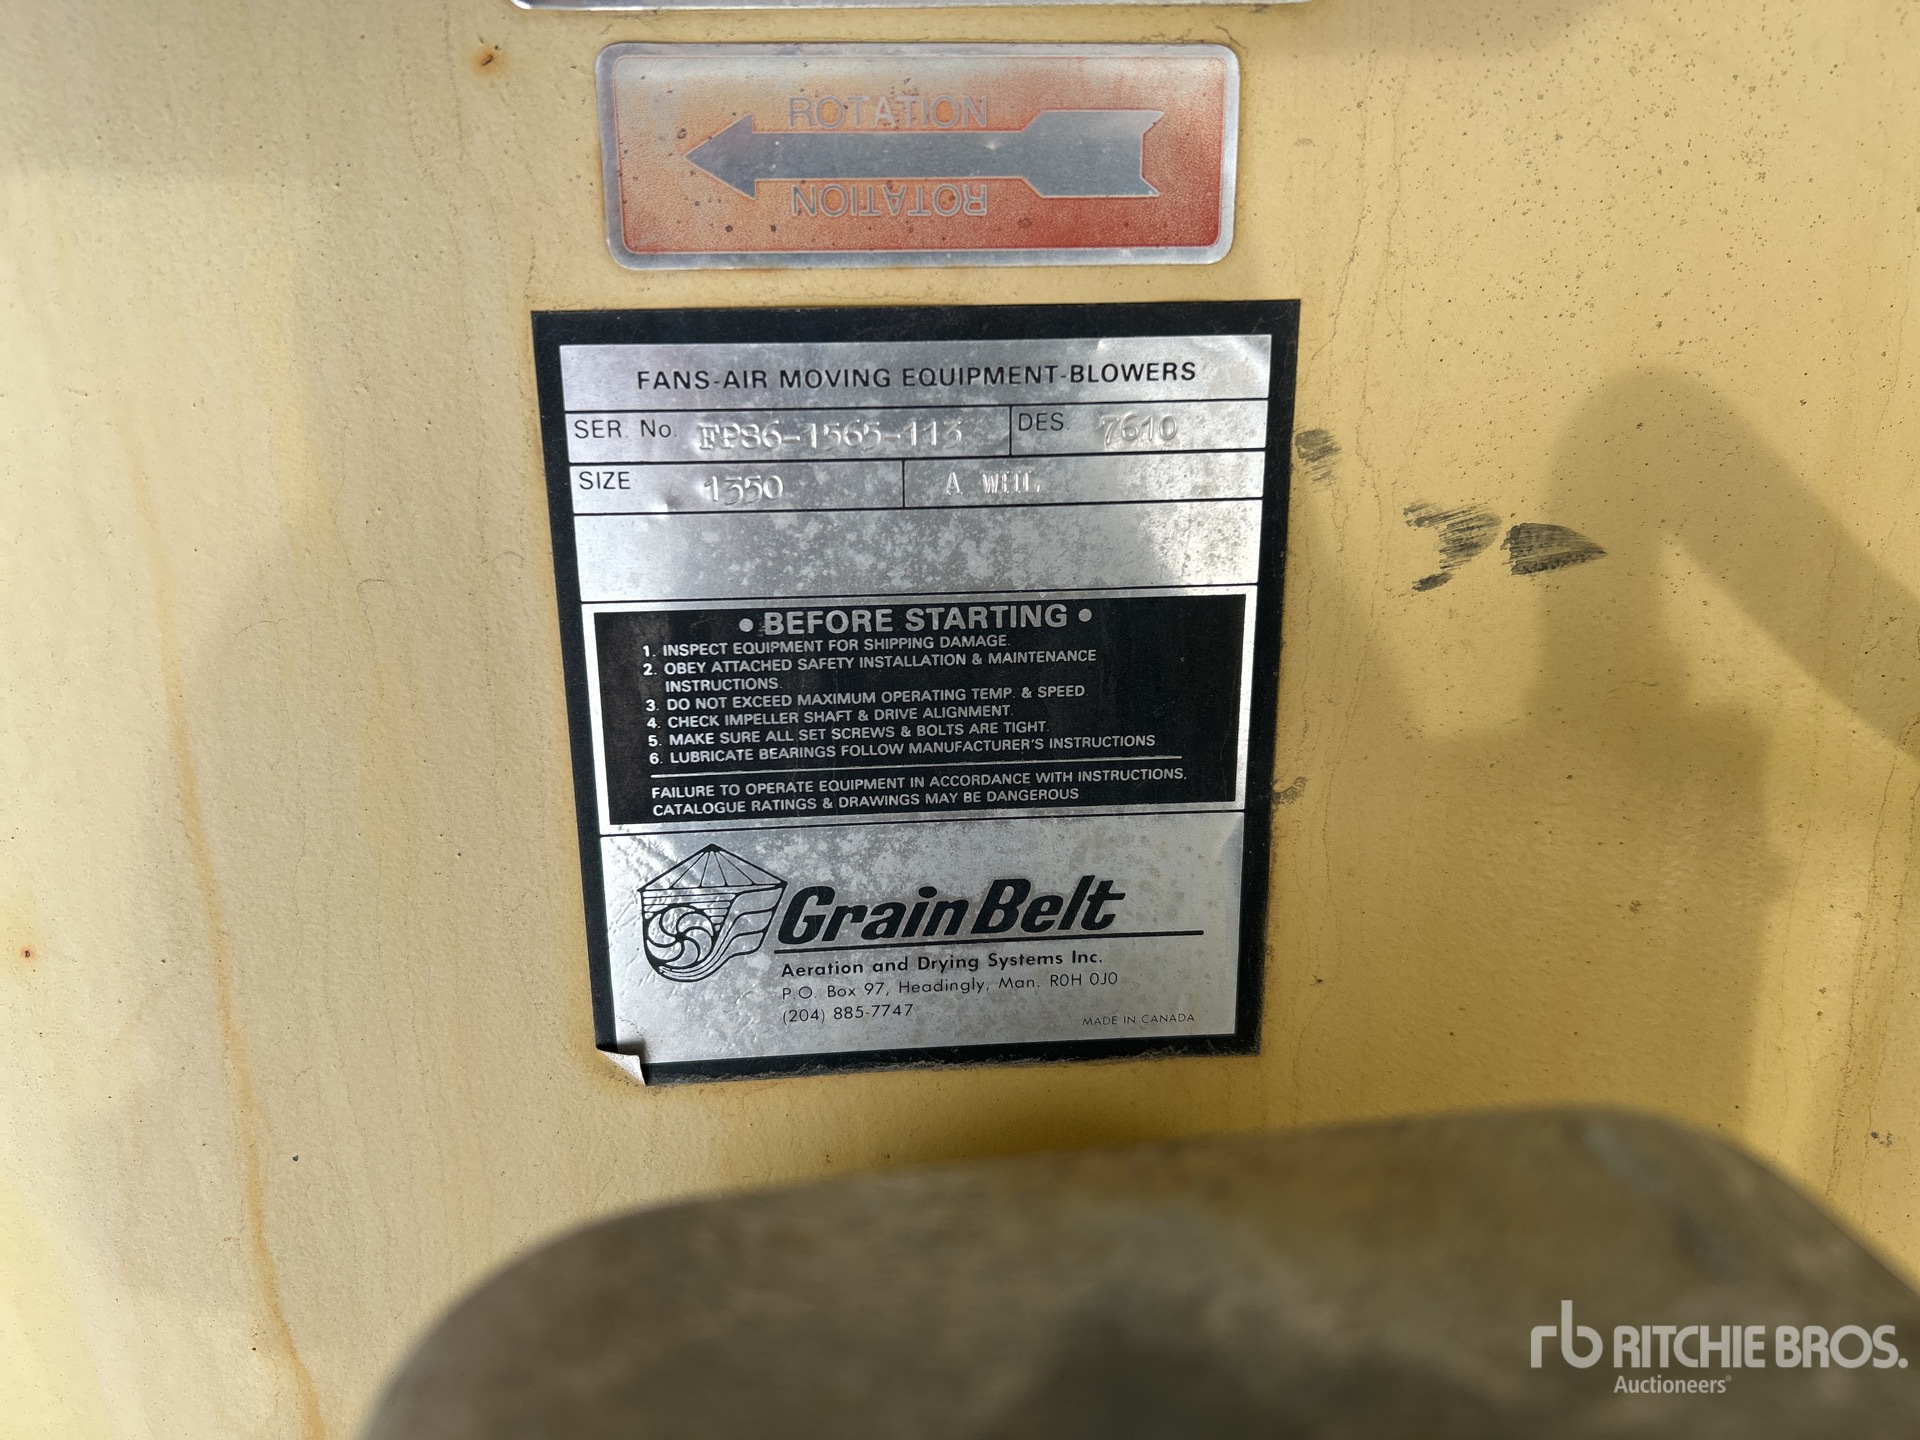 ROTATION
ROTATION
FANS-AIR MOVING EQUIPMENT-BLOWERS
SER. No. FP86-1565-113 DES. 7610
SIZE 1350 A WHL
• BEFORE STARTING •
1. INSPECT EQUIPMENT FOR SHIPPING DAMAGE.
2. OBEY ATTACHED SAFETY INSTALLATION & MAINTENANCE
INSTRUCTIONS.
3. DO NOT EXCEED MAXIMUM OPERATING TEMP. & SPEED.
4. CHECK IMPELLER SHAFT & DRIVE ALIGNMENT.
5. MAKE SURE ALL SET SCREWS & BOLTS ARE TIGHT.
6. LUBRICATE BEARINGS FOLLOW MANUFACTURER'S INSTRUCTIONS
FAILURE TO OPERATE EQUIPMENT IN ACCORDANCE WITH INSTRUCTIONS,
CATALOGUE RATINGS & DRAWINGS MAY BE DANGEROUS
Grain Belt
Aeration and Drying Systems Inc.
P.O. Box 97, Headingly, Man. R0H 0J0
(204) 885-7747
MADE IN CANADA
rb RITCHIE BROS.
Auctioneers®